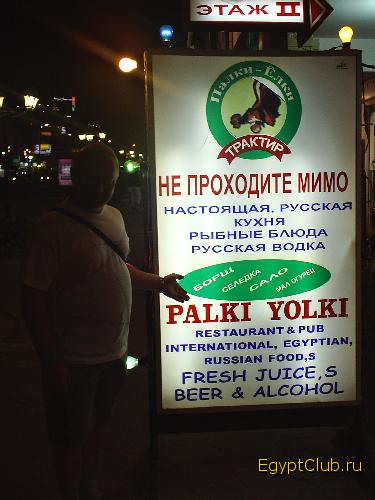 ЭТАЖ II
Палки-Елки
ТРАКТИР
НЕ ПРОХОДИТЕ МИМО
НАСТОЯЩАЯ, РУССКАЯ
КУХНЯ
РЫБНЫЕ БЛЮДА
РУССКАЯ ВОДКА
БОРЩ
СЕЛЕДКА
САЛО
МАЛ ОГУРЕЦ
PALKI YOLKI
RESTAURANT & PUB
INTERNATIONAL, EGYPTIAN,
RUSSIAN FOOD,S
FRESH JUICE,S
BEER & ALCOHOL
EgyptClub.ru